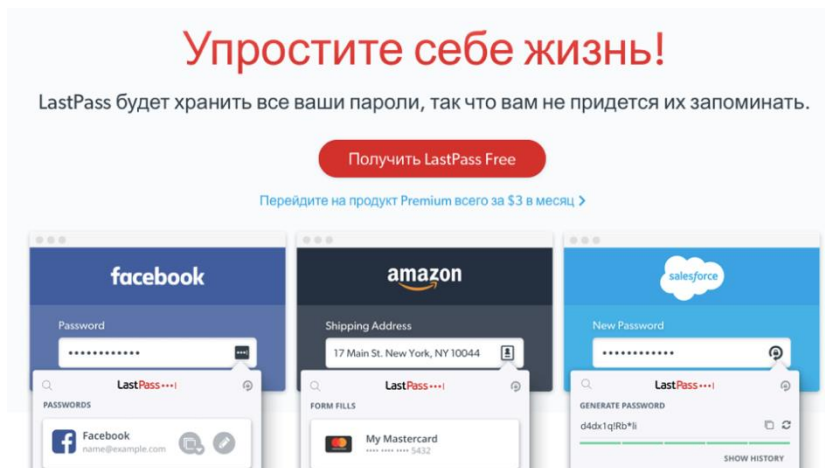 Упростите себе жизнь!
LastPass будет хранить все ваши пароли, так что вам не придется их запоминать.
Получить LastPass Free
Перейдите на продукт Premium всего за $3 в месяц >
facebook
Password
LastPass
PASSWORDS
Facebook
name@example.com
amazon
Shipping Address
17 Main St. New York, NY 10044
LastPass
FORM FILLS
My Mastercard
•••• •••• •••• 5432
salesforce
New Password
LastPass
GENERATE PASSWORD
d4dx1q!Rb*li
SHOW HISTORY